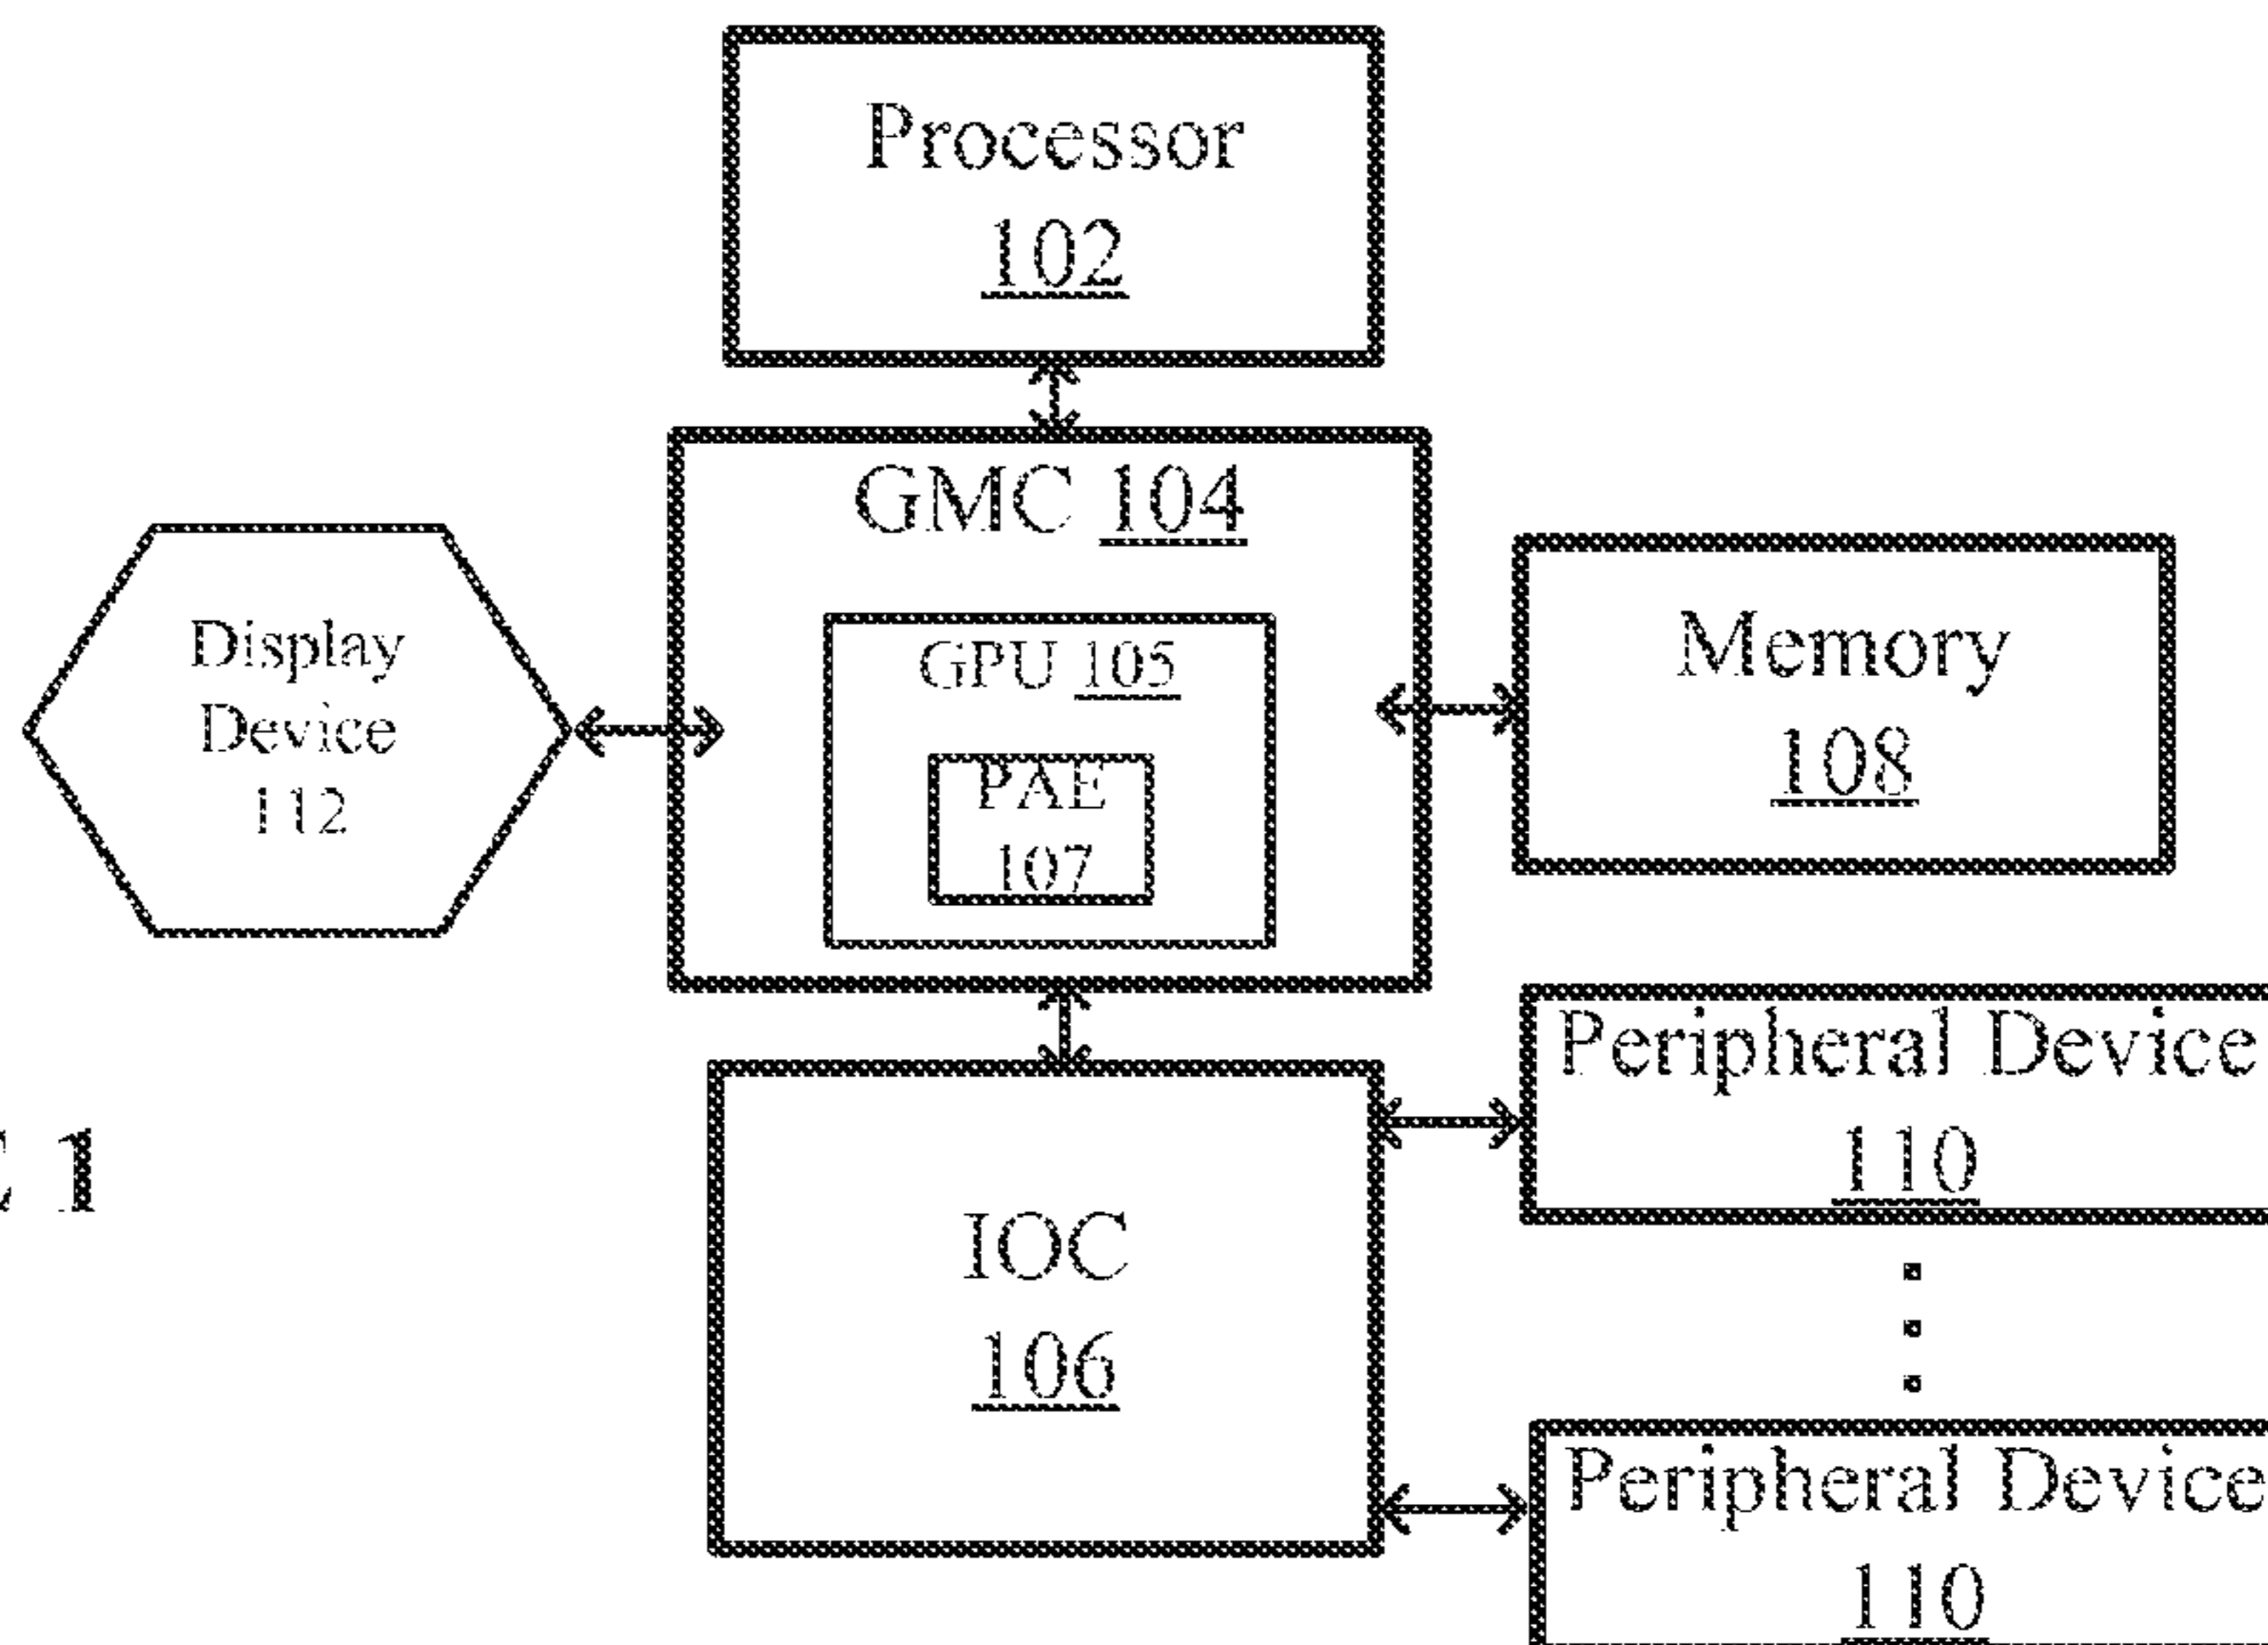 Processor
102
GMC 104
GPU 105
PAE
107
Display
Device
112
Memory
108
Peripheral Device
110
IOC
106
1
Peripheral Device
110